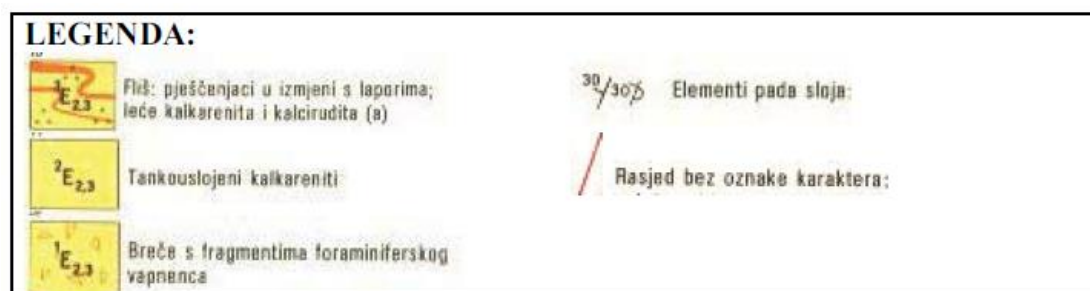 LEGENDA:
³E₂,₃
Fliš: pješčenjaci u izmjeni s laporima;
leće kalkarenita i kalcirudita (a)
²E₂,₃
Tankouslojeni kalkareniti
¹E₂,₃
Breče s fragmentima foraminiferskog
vapnenca
30/30 Elementi pada sloja:
Rasjed bez oznake karaktera: